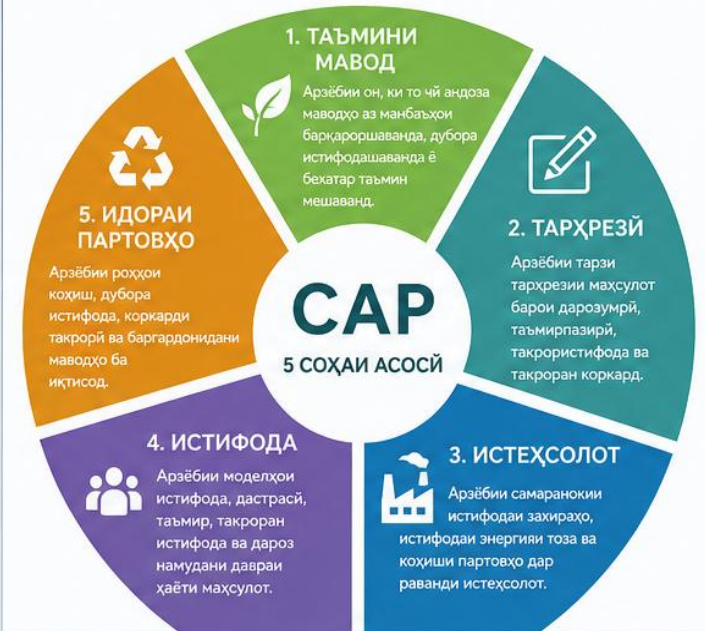 1. ТАЪМИНИ
МАВОД
Арзёбии он, ки то чӣ андоза
маводҳо аз манбаъҳои
барқароршаванда, дубора
истифодашаванда ё
бехатар таъмин
мешаванд.
2. ТАРҲРЕЗӢ
Арзёбии тарзи
тарҳрезии маҳсулот
барои дарозумрӣ,
таъмирпазирӣ,
такрористифода ва
такроран коркард.
3. ИСТЕҲСОЛОТ
Арзёбии самаранокии
истифодаи захираҳо,
истифодаи энергияи тоза ва
коҳиши партовҳо дар
раванди истеҳсолот.
4. ИСТИФОДА
Арзёбии моделҳои
истифода, дастрасӣ,
таъмир, такроран
истифода ва дароз
намудани давраи
ҳаёти маҳсулот.
5. ИДОРАИ
ПАРТОВҲО
Арзёбии роҳҳои
коҳиш, дубора
истифода, коркарди
такрорӣ ва баргардонидани
маводҳо ба
иқтисод.
CAP
5 СОҲАИ АСОСӢ